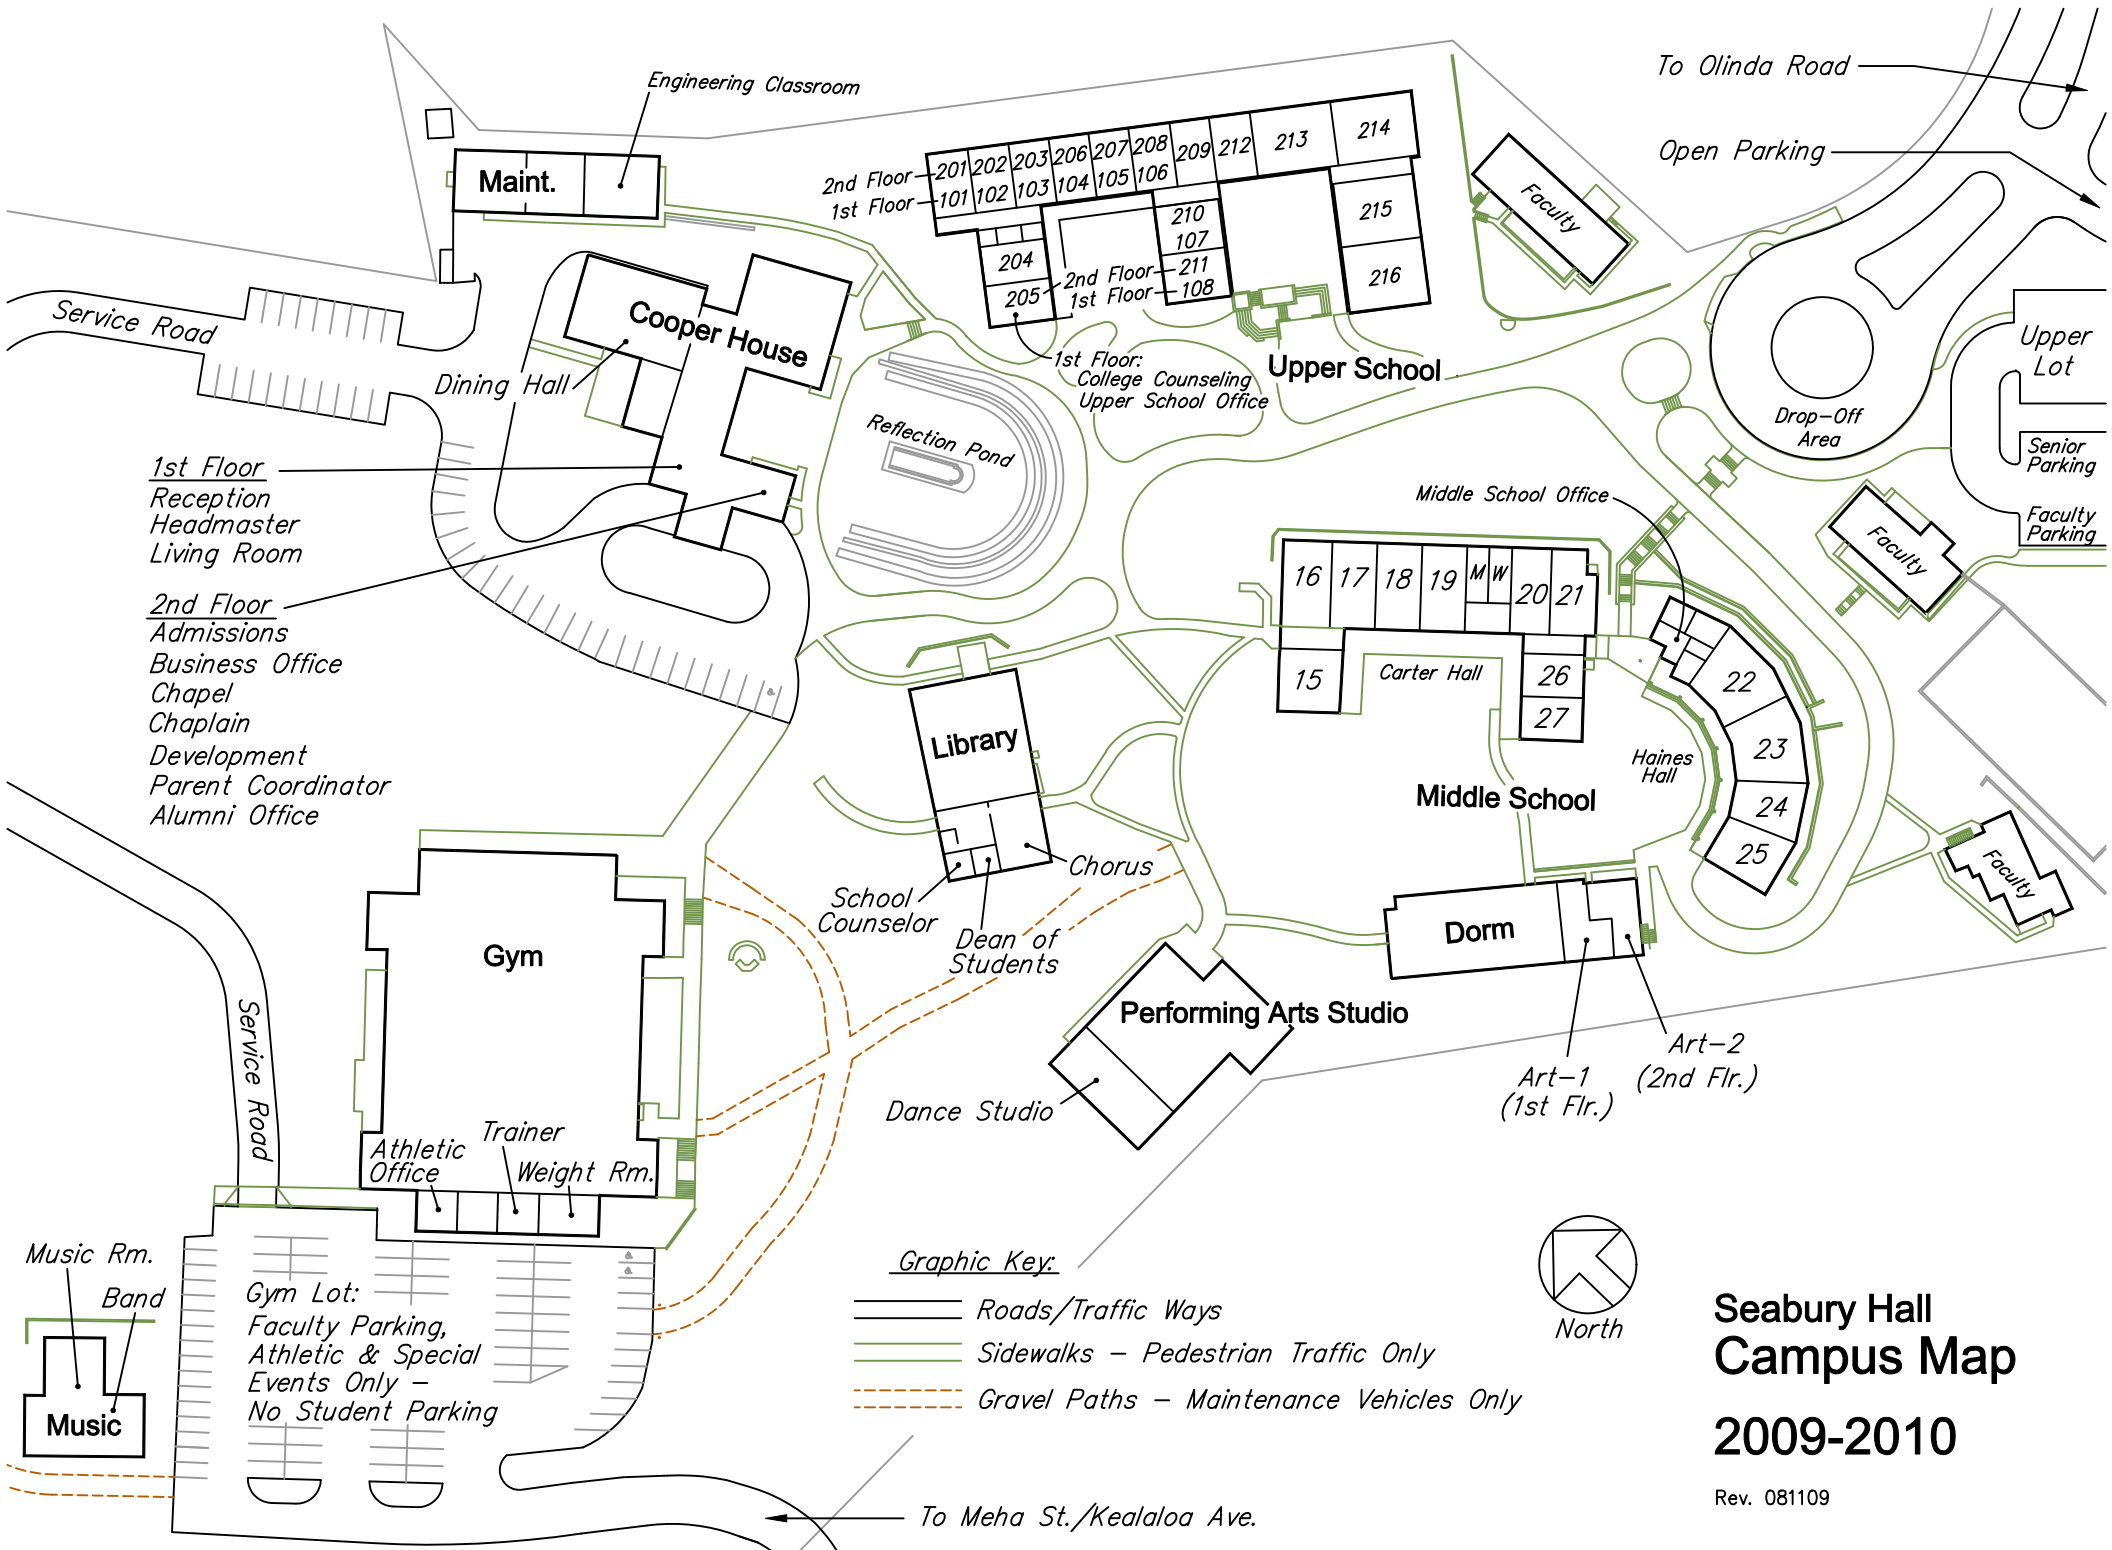 Engineering Classroom
Maint.
To Olinda Road
Open Parking
2nd Floor
1st Floor
201 202 203 206 207 208 209 212 213 214
101 102 103 104 105 106
210
107
215
204
2nd Floor 211
205
1st Floor 108
216
Faculty
Service Road
Cooper House
Dining Hall
1st Floor:
College Counseling
Upper School Office
Upper School
Upper
Lot
Drop-Off
Area
Senior
Parking
Faculty
Parking
Reflection Pond
1st Floor
Reception
Headmaster
Living Room
2nd Floor
Admissions
Business Office
Chapel
Chaplain
Development
Parent Coordinator
Alumni Office
Middle School Office
Faculty
16 17 18 19 M W 20 21
15
Carter Hall
26
27
22
23
24
25
Haines
Hall
Middle School
Library
Chorus
School
Counselor
Dean of
Students
Faculty
Dorm
Gym
Performing Arts Studio
Art-1
(1st Flr.)
Art-2
(2nd Flr.)
Dance Studio
Service Road
Athletic
Office
Trainer
Weight Rm.
Music Rm.
Band
Music
Gym Lot:
Faculty Parking,
Athletic & Special
Events Only -
No Student Parking
Graphic Key:
Roads/Traffic Ways
Sidewalks - Pedestrian Traffic Only
Gravel Paths - Maintenance Vehicles Only
North
To Meha St./Kealaloa Ave.
Seabury Hall
Campus Map
2009-2010
Rev. 081109